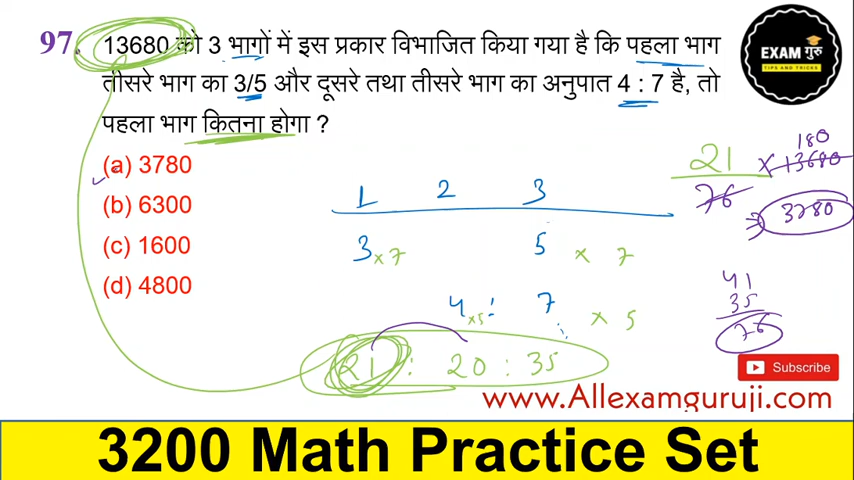 97. 13680 को 3 भागों में इस प्रकार विभाजित किया गया है कि पहला भाग
तीसरे भाग का 3/5 और दूसरे तथा तीसरे भाग का अनुपात 4 : 7 है, तो
पहला भाग कितना होगा ?
(a) 3780
(b) 6300
(c) 1600
(d) 4800
EXAM गुरु
TIPS AND TRICKS
1 2 3
3 ×7 5 × 7
4 ×5 : 7 × 5
21 : 20 : 35
180
21 × 13680
76
3780
41
35
76
Subscribe
www.Allexamguruji.com
3200 Math Practice Set